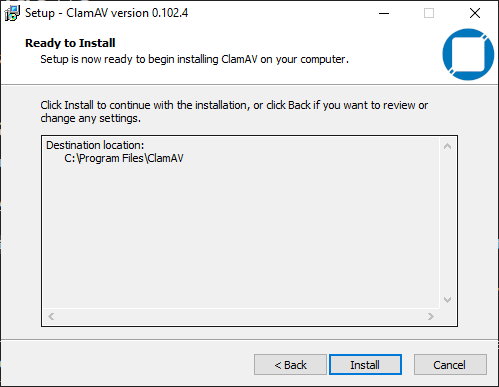 Setup - ClamAV version 0.102.4
Ready to Install
Setup is now ready to begin installing ClamAV on your computer.
Click Install to continue with the installation, or click Back if you want to review or
change any settings.
Destination location:
C:\Program Files\ClamAV
< Back
Install
Cancel